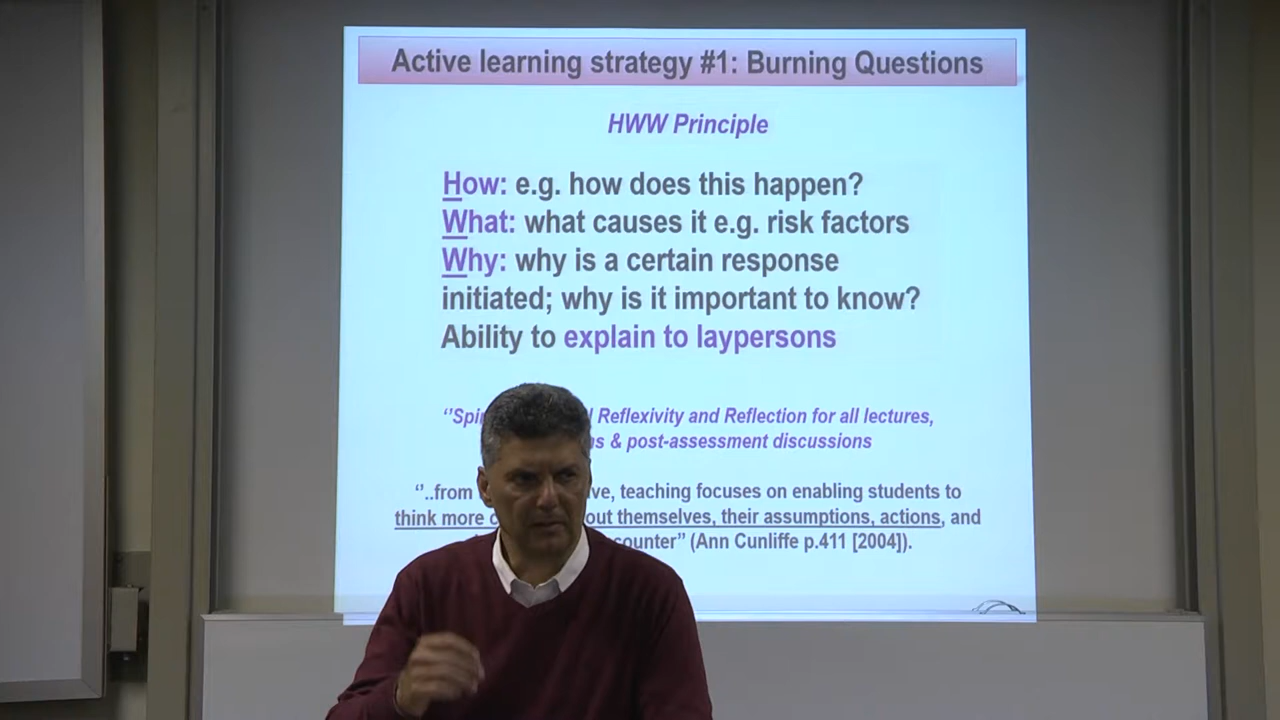 Active learning strategy #1: Burning Questions
HWW Principle
How: e.g. how does this happen?
What: what causes it e.g. risk factors
Why: why is a certain response
initiated; why is it important to know?
Ability to explain to laypersons
Reflexivity and Reflection for all lectures,
& post-assessment discussions
“..from teaching focuses on enabling students to
think more themselves, their assumptions, actions, and
(Ann Cunliffe p.411 [2004]).